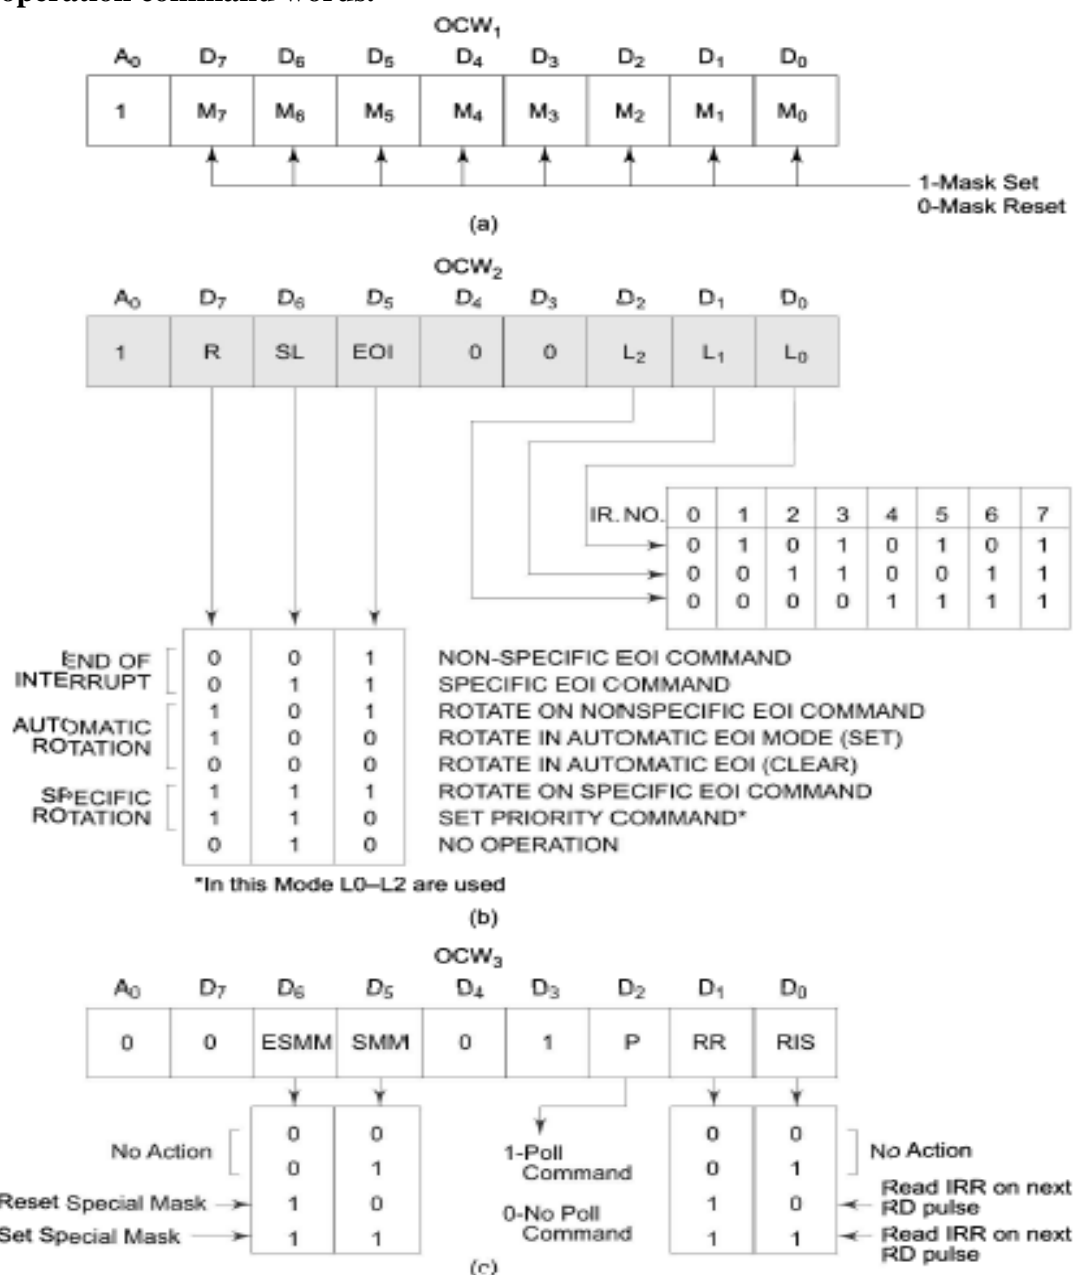 operation command words.
OCW1
A0 D7 D6 D5 D4 D3 D2 D1 D0
1 M7 M6 M5 M4 M3 M2 M1 M0
1-Mask Set
0-Mask Reset
(a)
OCW2
A0 D7 D6 D5 D4 D3 D2 D1 D0
1 R SL EOI 0 0 L2 L1 L0
IR. NO. 0 1 2 3 4 5 6 7
0 1 0 1 0 1 0 1
0 0 1 1 0 0 1 1
0 0 0 0 1 1 1 1
END OF
INTERRUPT
0 0 1 NON-SPECIFIC EOI COMMAND
0 1 1 SPECIFIC EOI COMMAND
AUTOMATIC
ROTATION
1 0 1 ROTATE ON NONSPECIFIC EOI COMMAND
1 0 0 ROTATE IN AUTOMATIC EOI MODE (SET)
0 0 0 ROTATE IN AUTOMATIC EOI (CLEAR)
SPECIFIC
ROTATION
1 1 1 ROTATE ON SPECIFIC EOI COMMAND
1 1 0 SET PRIORITY COMMAND*
0 1 0 NO OPERATION
*In this Mode L0–L2 are used
(b)
OCW3
A0 D7 D6 D5 D4 D3 D2 D1 D0
0 0 ESMM SMM 0 1 P RR RIS
No Action
0 0
0 1
Reset Special Mask 1 0
Set Special Mask 1 1
1-Poll
Command
0-No Poll
Command
0 0
0 1
No Action
1 0 Read IRR on next
RD pulse
1 1 Read IRR on next
RD pulse
(c)